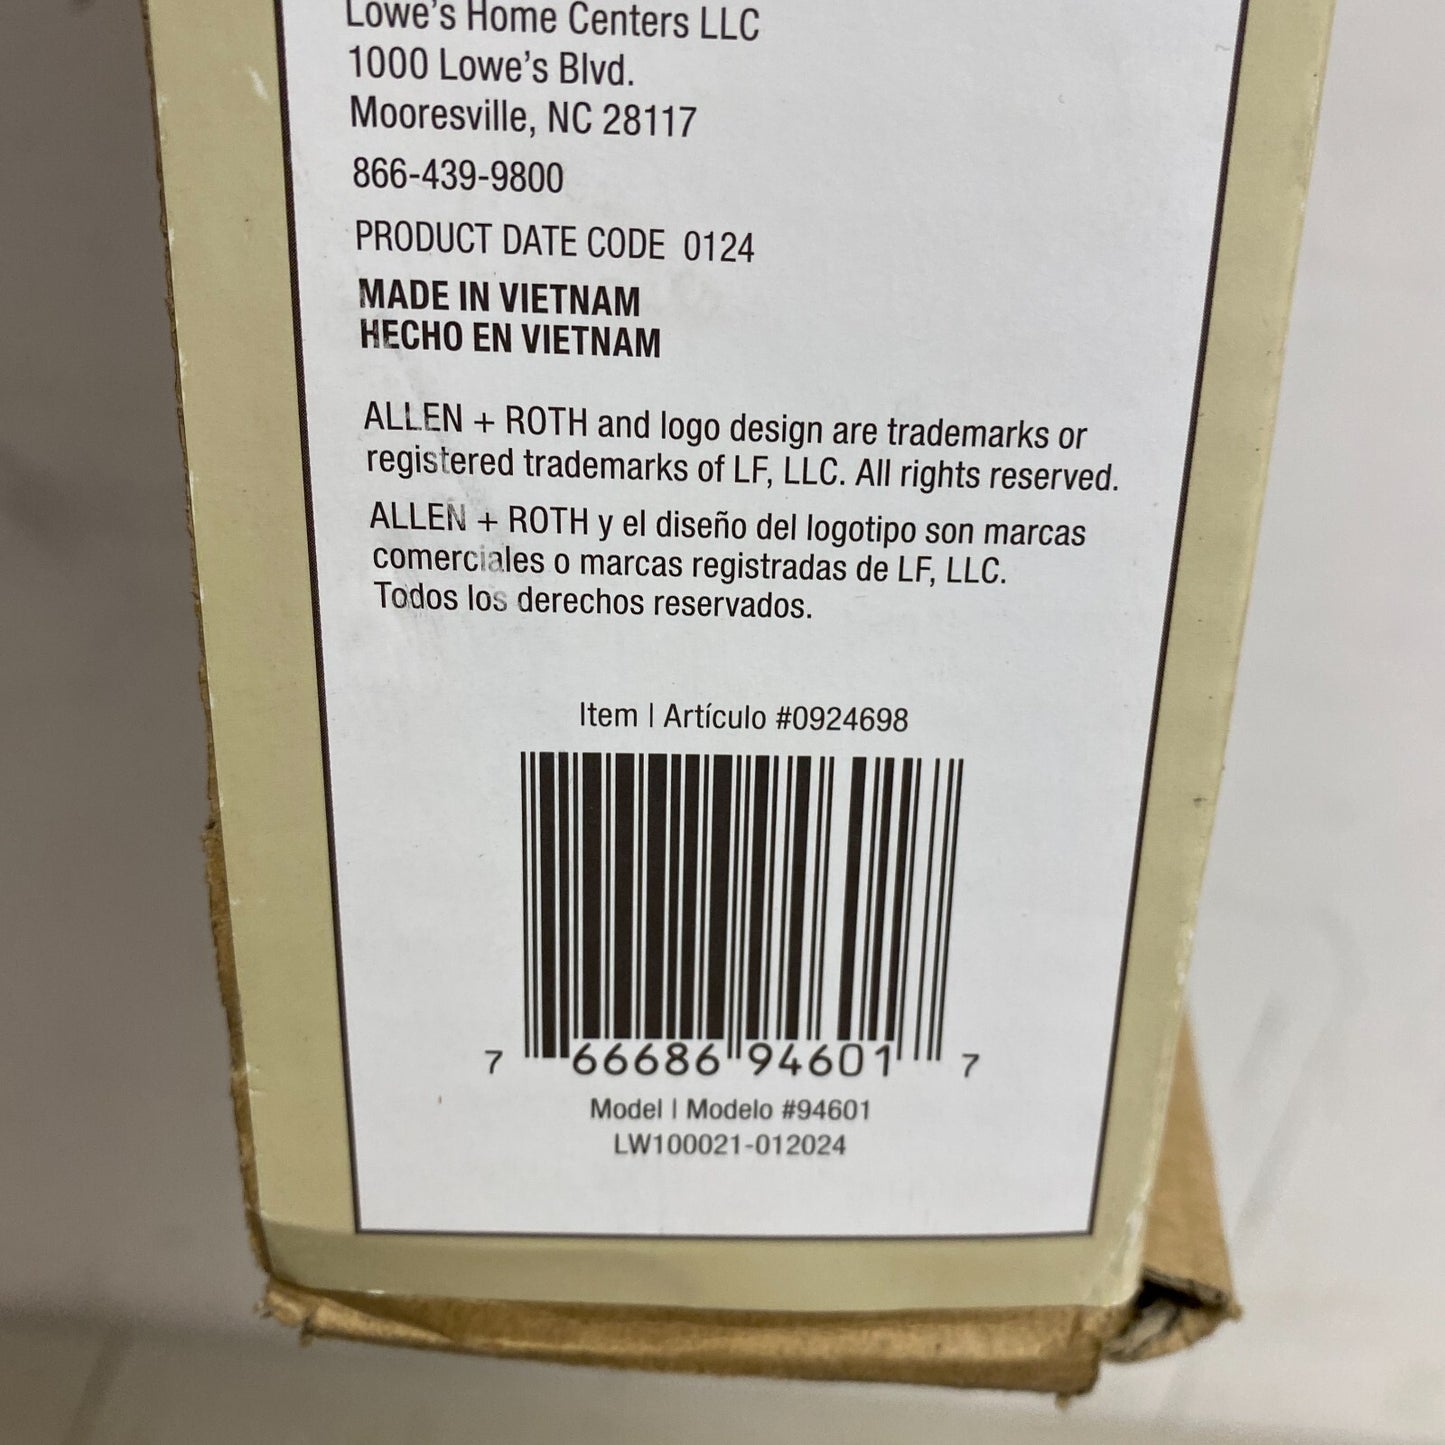 Lowe's Home Centers LLC
1000 Lowe's Blvd.
Mooresville, NC 28117
866-439-9800
PRODUCT DATE CODE 0124
MADE IN VIETNAM
HECHO EN VIETNAM
ALLEN + ROTH and logo design are trademarks or
registered trademarks of LF, LLC. All rights reserved.
ALLEN + ROTH y el diseño del logotipo son marcas
comerciales o marcas registradas de LF, LLC.
Todos los derechos reservados.
Item | Artículo #0924698
7 66686 94601 7
Model | Modelo #94601
LW100021-012024